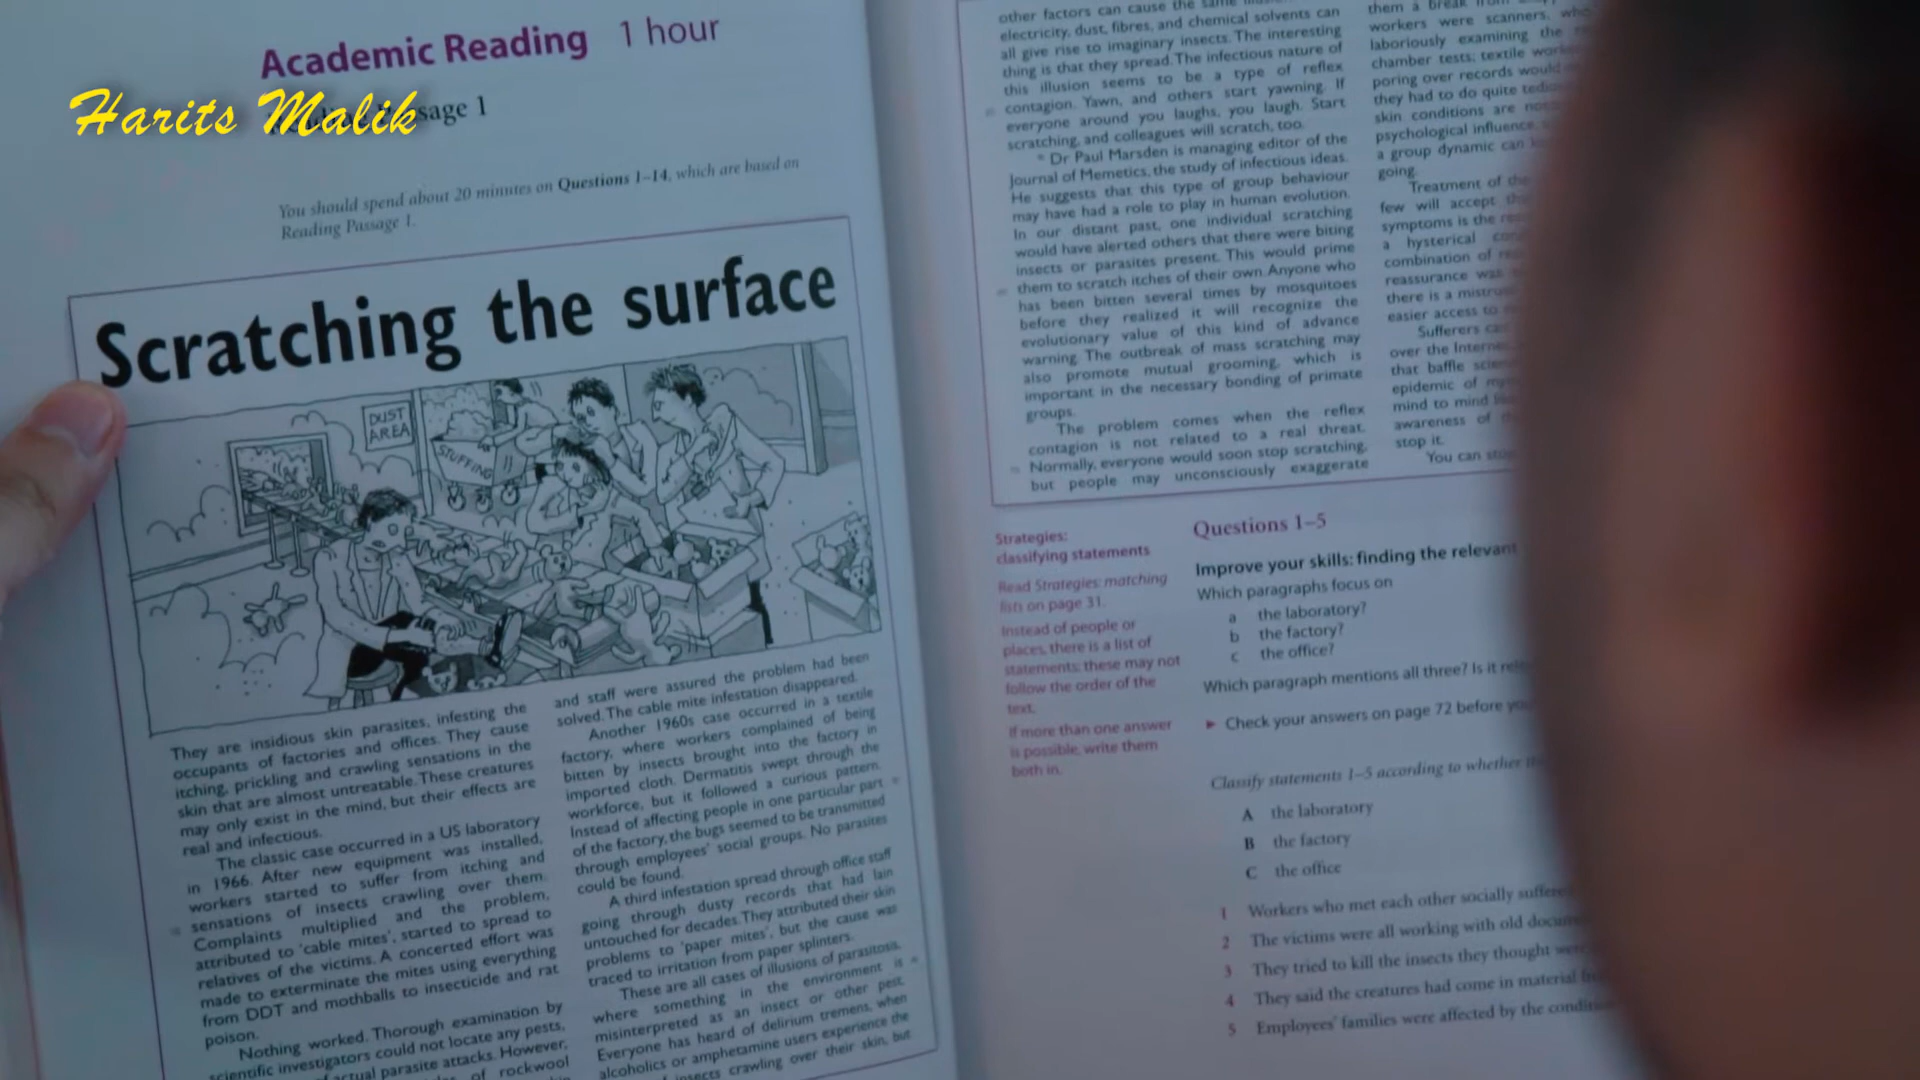 Harits Malik
Academic Reading 1 hour
sage 1
You should spend about 20 minutes on Questions 1–14, which are based on
Reading Passage 1.
Scratching the surface
DUST
AREA
STUFFING
They are insidious skin parasites, infesting the
occupants of factories and offices. They cause
itching, prickling and crawling sensations in the
skin that are almost untreatable. These creatures
may only exist in the mind, but their effects are
real and infectious.
The classic case occurred in a US laboratory
in 1966. After new equipment was installed,
workers started to suffer from itching and
sensations of insects crawling over them.
Complaints multiplied and the problem,
attributed to 'cable mites', started to spread to
relatives of the victims. A concerted effort was
made to exterminate the mites using everything
from DDT and mothballs to insecticide and rat
poison.
Nothing worked. Thorough examination by
scientific investigators could not locate any pests,
actual parasite attacks. However,
of rockwool
and staff were assured the problem had been
solved. The cable mite infestation disappeared.
Another 1960s case occurred in a textile
factory, where workers complained of being
bitten by insects brought into the factory in
imported cloth. Dermatitis swept through the
workforce, but it followed a curious pattern.
Instead of affecting people in one particular part
of the factory, the bugs seemed to be transmitted
through employees' social groups. No parasites
could be found.
A third infestation spread through office staff
going through dusty records that had lain
untouched for decades. They attributed their skin
problems to 'paper mites', but the cause was
traced to irritation from paper splinters.
These are all cases of illusions of parasitosis,
where something in the environment is
misinterpreted as an insect or other pest.
Everyone has heard of delirium tremens, when
alcoholics or amphetamine users experience the
insects crawling over their skin, but
other factors can cause the same
electricity, dust, fibres, and chemical solvents can
all give rise to imaginary insects. The interesting
thing is that they spread. The infectious nature of
this illusion seems to be a type of reflex
contagion. Yawn, and others start yawning. If
everyone around you laughs, you laugh. Start
scratching, and colleagues will scratch, too.
Dr Paul Marsden is managing editor of the
Journal of Memetics, the study of infectious ideas.
He suggests that this type of group behaviour
may have had a role to play in human evolution.
In our distant past, one individual scratching
would have alerted others that there were biting
insects or parasites present. This would prime
them to scratch itches of their own. Anyone who
has been bitten several times by mosquitoes
before they realized it will recognize the
evolutionary value of this kind of advance
warning. The outbreak of mass scratching may
also promote mutual grooming, which is
important in the necessary bonding of primate
groups.
The problem comes when the reflex
contagion is not related to a real threat.
Normally, everyone would soon stop scratching,
but people may unconsciously exaggerate
them a break from
workers were scanners, who
laboriously examining the
chamber tests; textile
poring over records would
they had to do quite
skin conditions are
psychological influence,
a group dynamic can
going.
Treatment of the
few will accept
symptoms is the
a hysterical
combination of
reassurance was
there is a
easier access to
Sufferers can
over the Internet,
that baffle
epidemic of
mind to mind
awareness of
stop it.
You can
Strategies:
classifying statements
Read Strategies: matching
lists on page 31.
Instead of people or
places, there is a list of
statements: these may not
follow the order of the
text.
If more than one answer
is possible, write them
both in.
Questions 1–5
Improve your skills: finding the relevant
Which paragraphs focus on
a the laboratory?
b the factory?
c the office?
Which paragraph mentions all three? Is it
► Check your answers on page 72 before you
Classify statements 1–5 according to whether
A the laboratory
B the factory
C the office
1 Workers who met each other socially
2 The victims were all working with old
3 They tried to kill the insects they thought
4 They said the creatures had come in material
5 Employees' families were affected by the